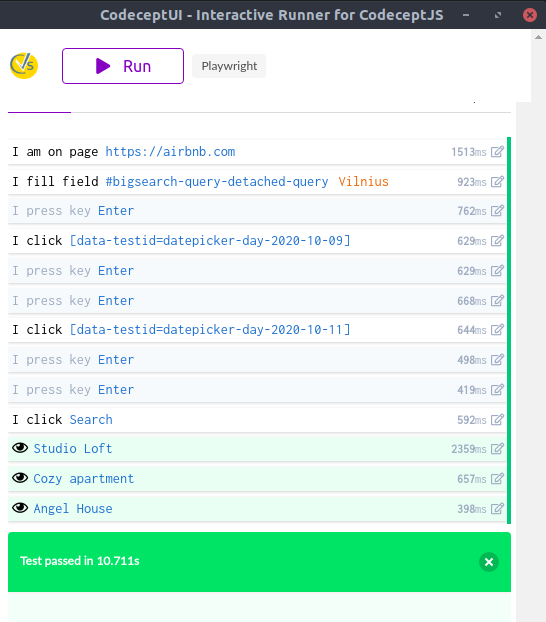 CodeceptUI - Interactive Runner for CodeceptJS
Run
Playwright
I am on page https://airbnb.com 1513ms
I fill field #bigsearch-query-detached-query Vilnius 923ms
I press key Enter 762ms
I click [data-testid=datepicker-day-2020-10-09] 629ms
I press key Enter 629ms
I press key Enter 668ms
I click [data-testid=datepicker-day-2020-10-11] 644ms
I press key Enter 498ms
I press key Enter 419ms
I click Search 592ms
Studio Loft 2359ms
Cozy apartment 657ms
Angel House 398ms
Test passed in 10.711s